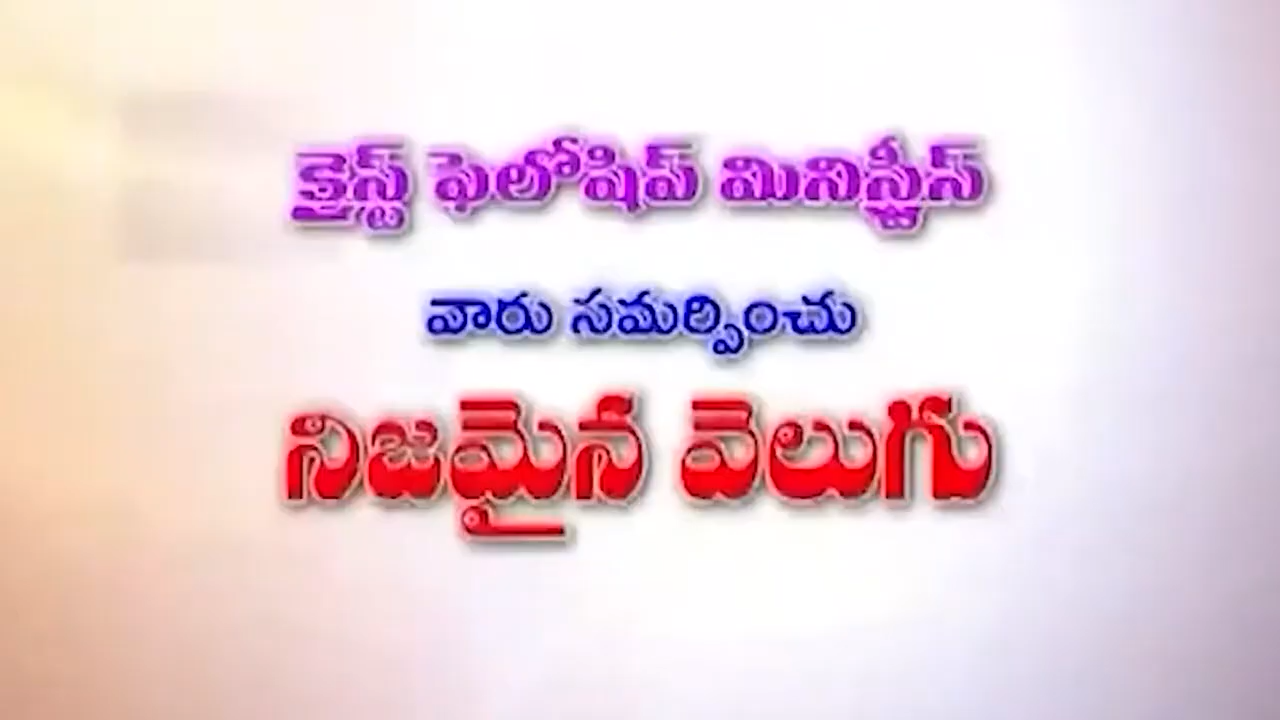 క్రైస్ట్ ఫెలోషిప్ మినిస్ట్రీస్
వారు సమర్పించు
నిజమైన వెలుగు